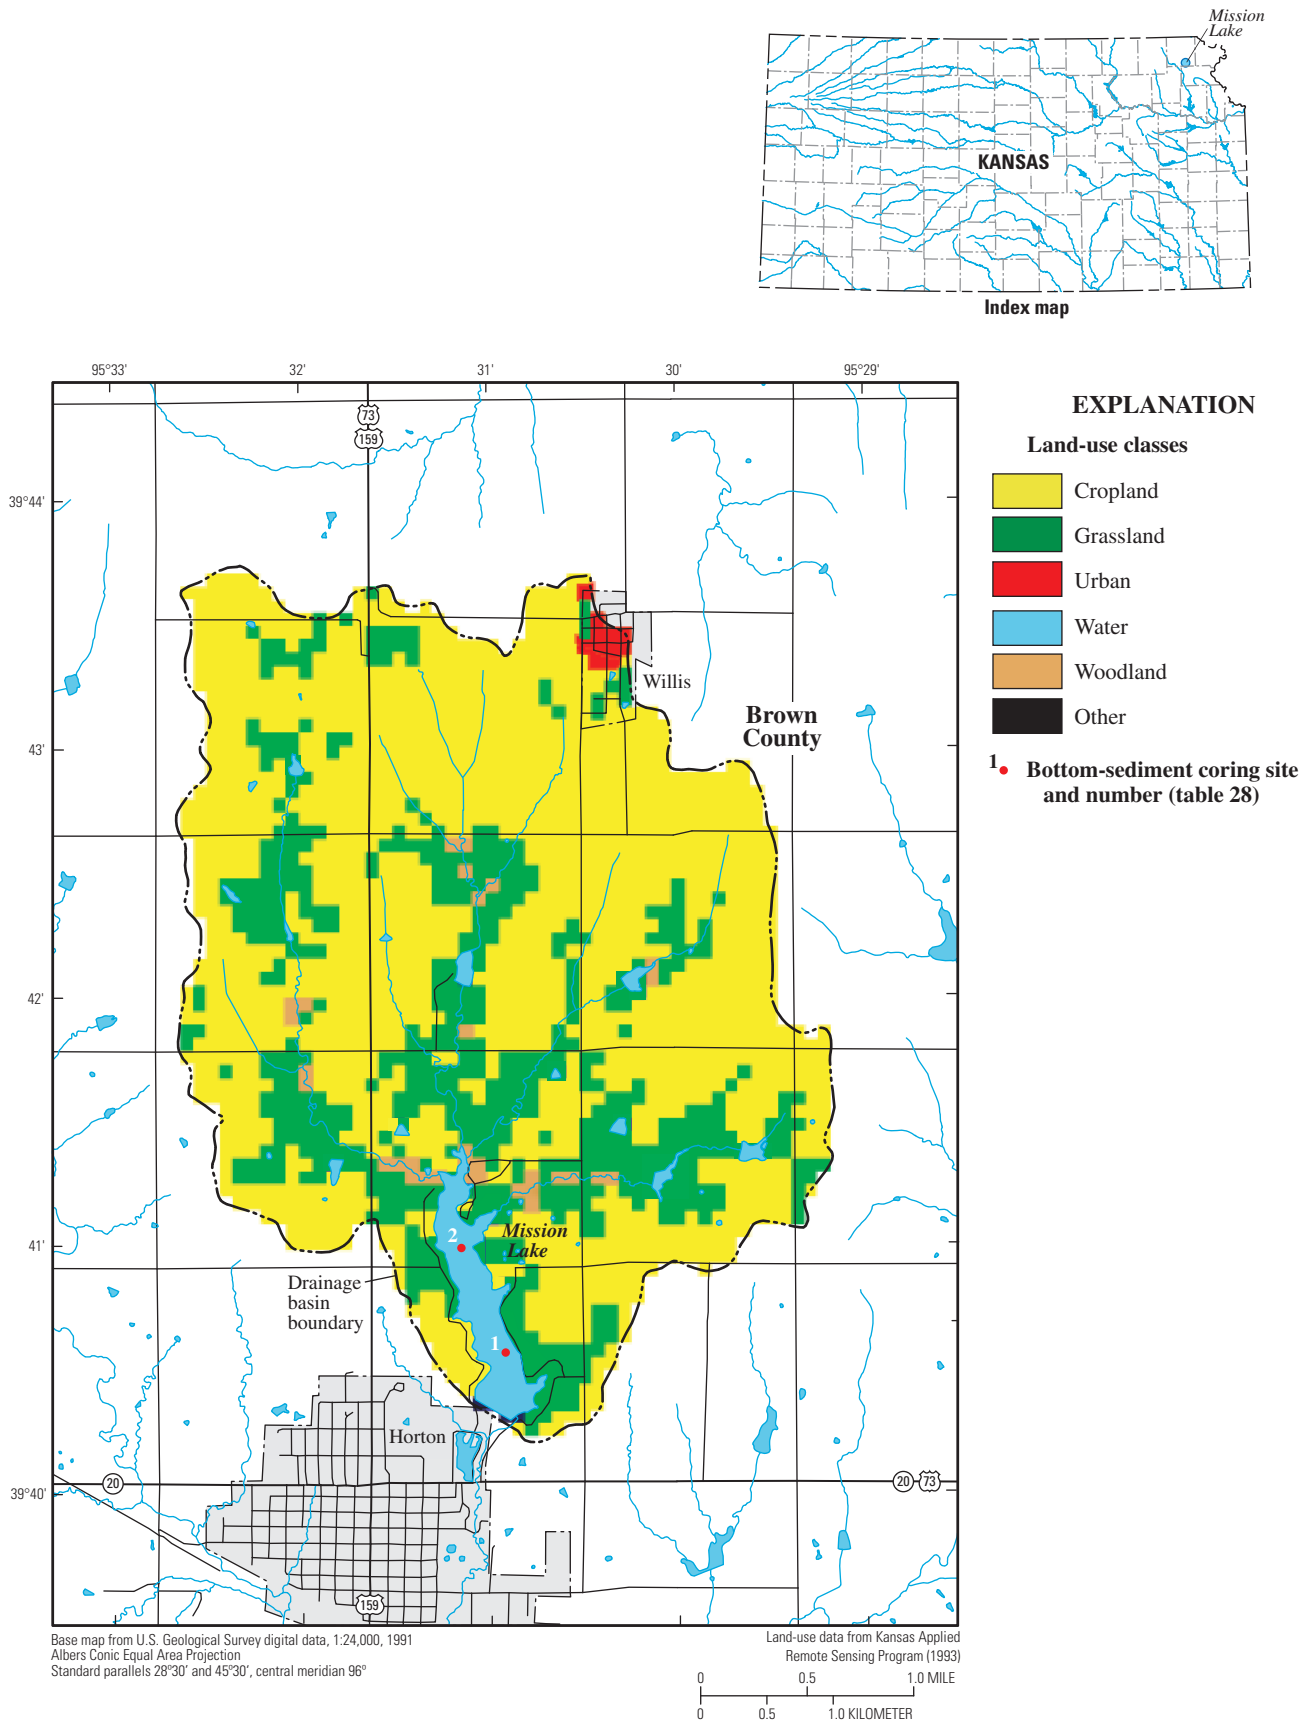 Mission
Lake
KANSAS
Index map
95°33'
32'
31'
30'
95°29'
73
159
39°44'
43'
42'
41'
39°40'
Willis
Brown
County
Mission
Lake
2
1
Drainage
basin
boundary
Horton
20
20
73
159
EXPLANATION
Land-use classes
Cropland
Grassland
Urban
Water
Woodland
Other
1
Bottom-sediment coring site
and number (table 28)
Base map from U.S. Geological Survey digital data, 1:24,000, 1991
Albers Conic Equal Area Projection
Standard parallels 28°30' and 45°30', central meridian 96°
Land-use data from Kansas Applied
Remote Sensing Program (1993)
0 0.5 1.0 MILE
0 0.5 1.0 KILOMETER